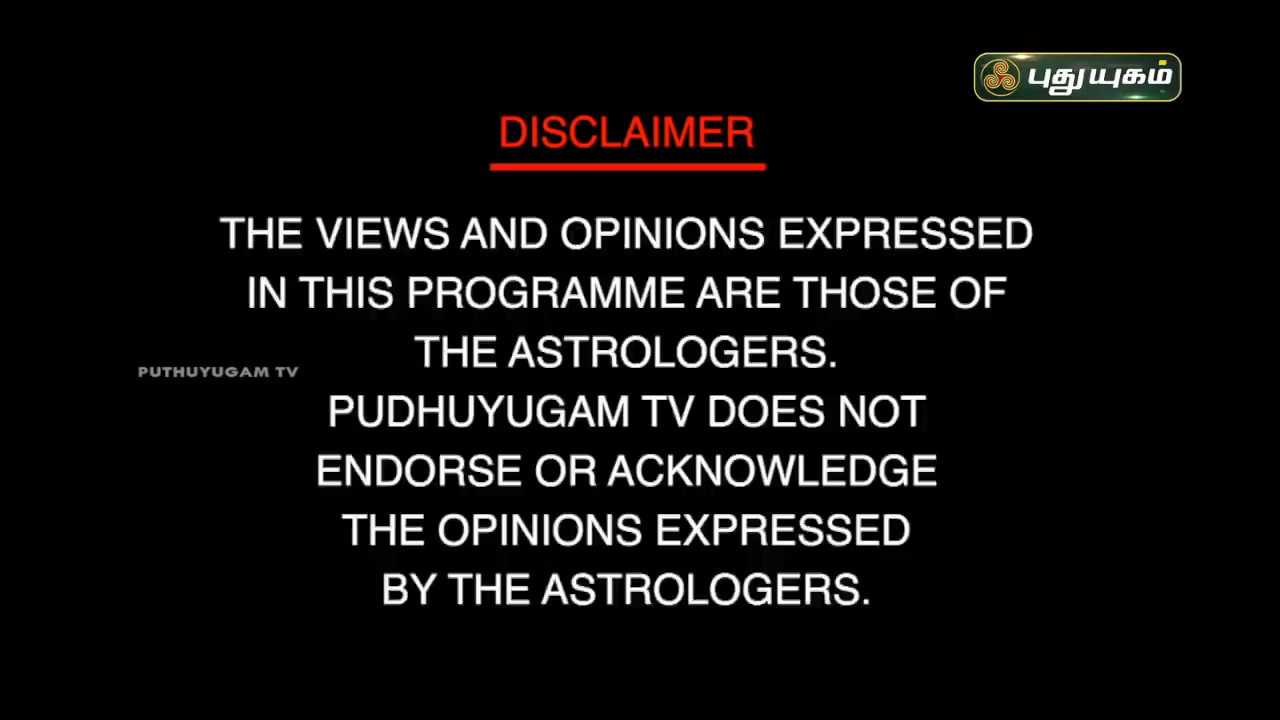 புதுயுகம்
DISCLAIMER
THE VIEWS AND OPINIONS EXPRESSED
IN THIS PROGRAMME ARE THOSE OF
THE ASTROLOGERS.
PUTHUYUGAM TV
PUDHUYUGAM TV DOES NOT
ENDORSE OR ACKNOWLEDGE
THE OPINIONS EXPRESSED
BY THE ASTROLOGERS.